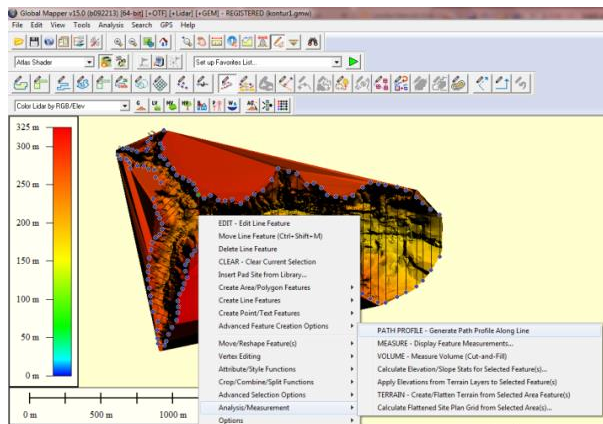 Global Mapper v15.0 (b092213) [64-bit] [+OTF] [+Lidar] [+GEM] - REGISTERED (kontur1.gmw)
File Edit View Tools Analysis Search GPS Help
Atlas Shader
Set up Favorites List...
Color Lidar by RGB/Elev
325 m
300 m
250 m
200 m
150 m
100 m
50 m
0 m
EDIT - Edit Line Feature
Move Line Feature (Ctrl+Shift+M)
Delete Line Feature
CLEAR - Clear Current Selection
Insert Pad Site from Library...
Create Area/Polygon Features
Create Line Features
Create Point/Text Features
Advanced Feature Creation Options
Move/Reshape Feature(s)
Vertex Editing
Attribute/Style Functions
Crop/Combine/Split Functions
Advanced Selection Options
Analysis/Measurement
Options
PATH PROFILE - Generate Path Profile Along Line
MEASURE - Display Feature Measurements...
VOLUME - Measure Volume (Cut-and-Fill)
Calculate Elevation/Slope Stats for Selected Feature(s)...
Apply Elevations from Terrain Layers to Selected Feature(s)
TERRAIN - Create/Flatten Terrain from Selected Area Feature(s)
Calculate Flattened Site Plan Grid from Selected Area(s)...
0 m 500 m 1000 m